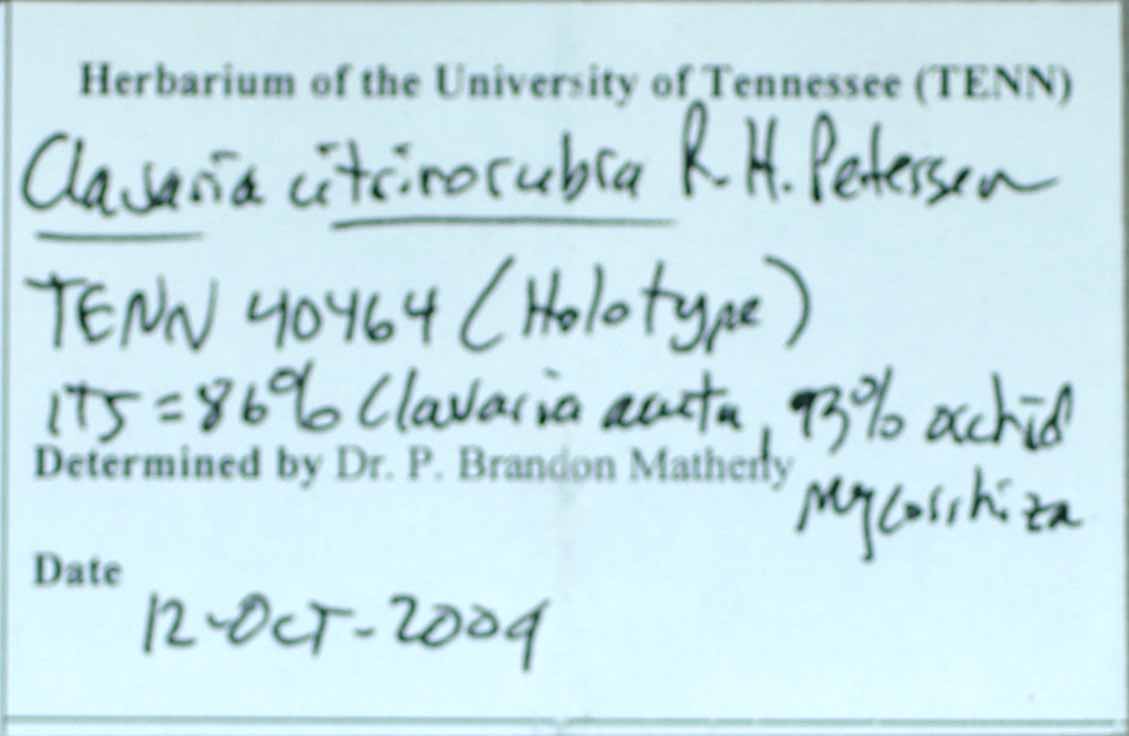 Herbarium of the University of Tennessee (TENN)
Clavaria citrinorubra R.H. Petersen
TENN 40464 (Holotype)
ITS = 86% Clavaria acuta, 93% orchid
Determined by Dr. P. Brandon Matheny
mycorrhiza
Date
12-OCT-2009